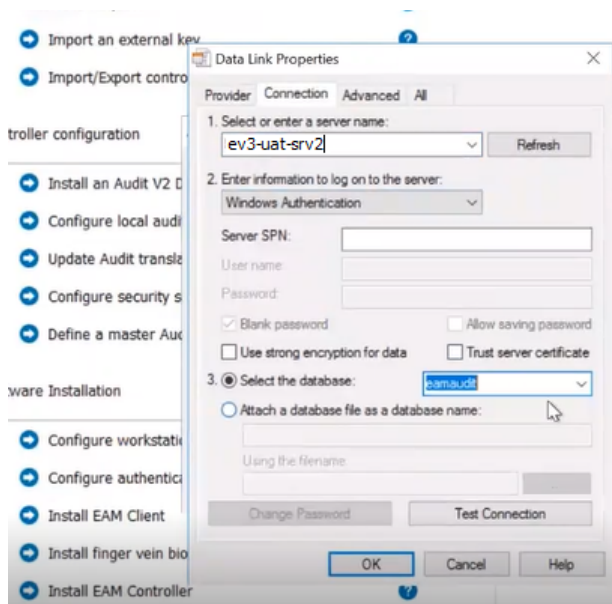 Import an external key
Import/Export contro
troller configuration
Install an Audit V2 D
Configure local audi
Update Audit transla
Configure security s
Define a master Aud
ware Installation
Configure workstati
Configure authentica
Install EAM Client
Install finger vein bio
Install EAM Controller
Data Link Properties
Provider Connection Advanced All
1. Select or enter a server name:
ev3-uat-srv2
Refresh
2. Enter information to log on to the server:
Windows Authentication
Server SPN:
User name:
Password:
Blank password
Allow saving password
Use strong encryption for data
Trust server certificate
3. Select the database:
eamaudit
Attach a database file as a database name:
Using the filename:
...
Change Password
Test Connection
OK
Cancel
Help